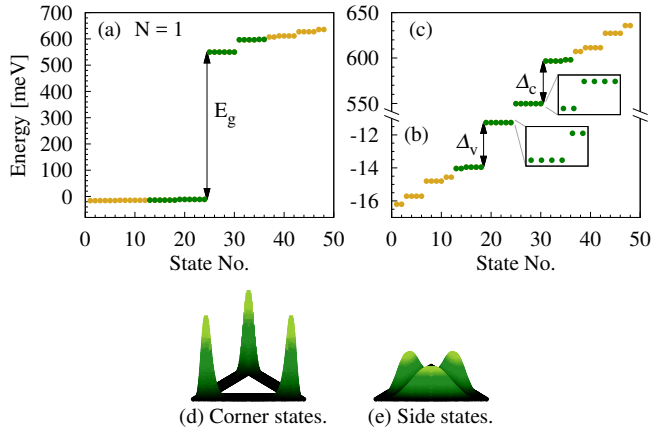 (a) N = 1
(c)
Energy [meV]
700
600
500
400
300
200
100
0
E_g
0 10 20 30 40 50
State No.
650
600
550
-12
-14
-16
Δ_c
(b)
Δ_v
0 10 20 30 40 50
State No.
(d) Corner states.
(e) Side states.